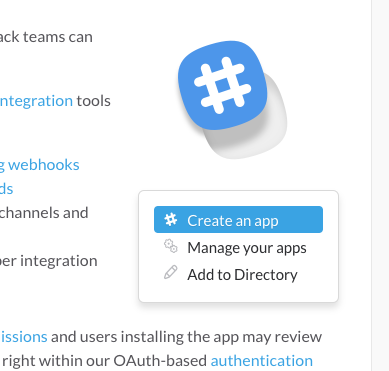 ack teams can
ntegration tools
g webhooks
ds
channels and
er integration
Create an app
Manage your apps
Add to Directory
issions and users installing the app may review
right within our OAuth-based authentication